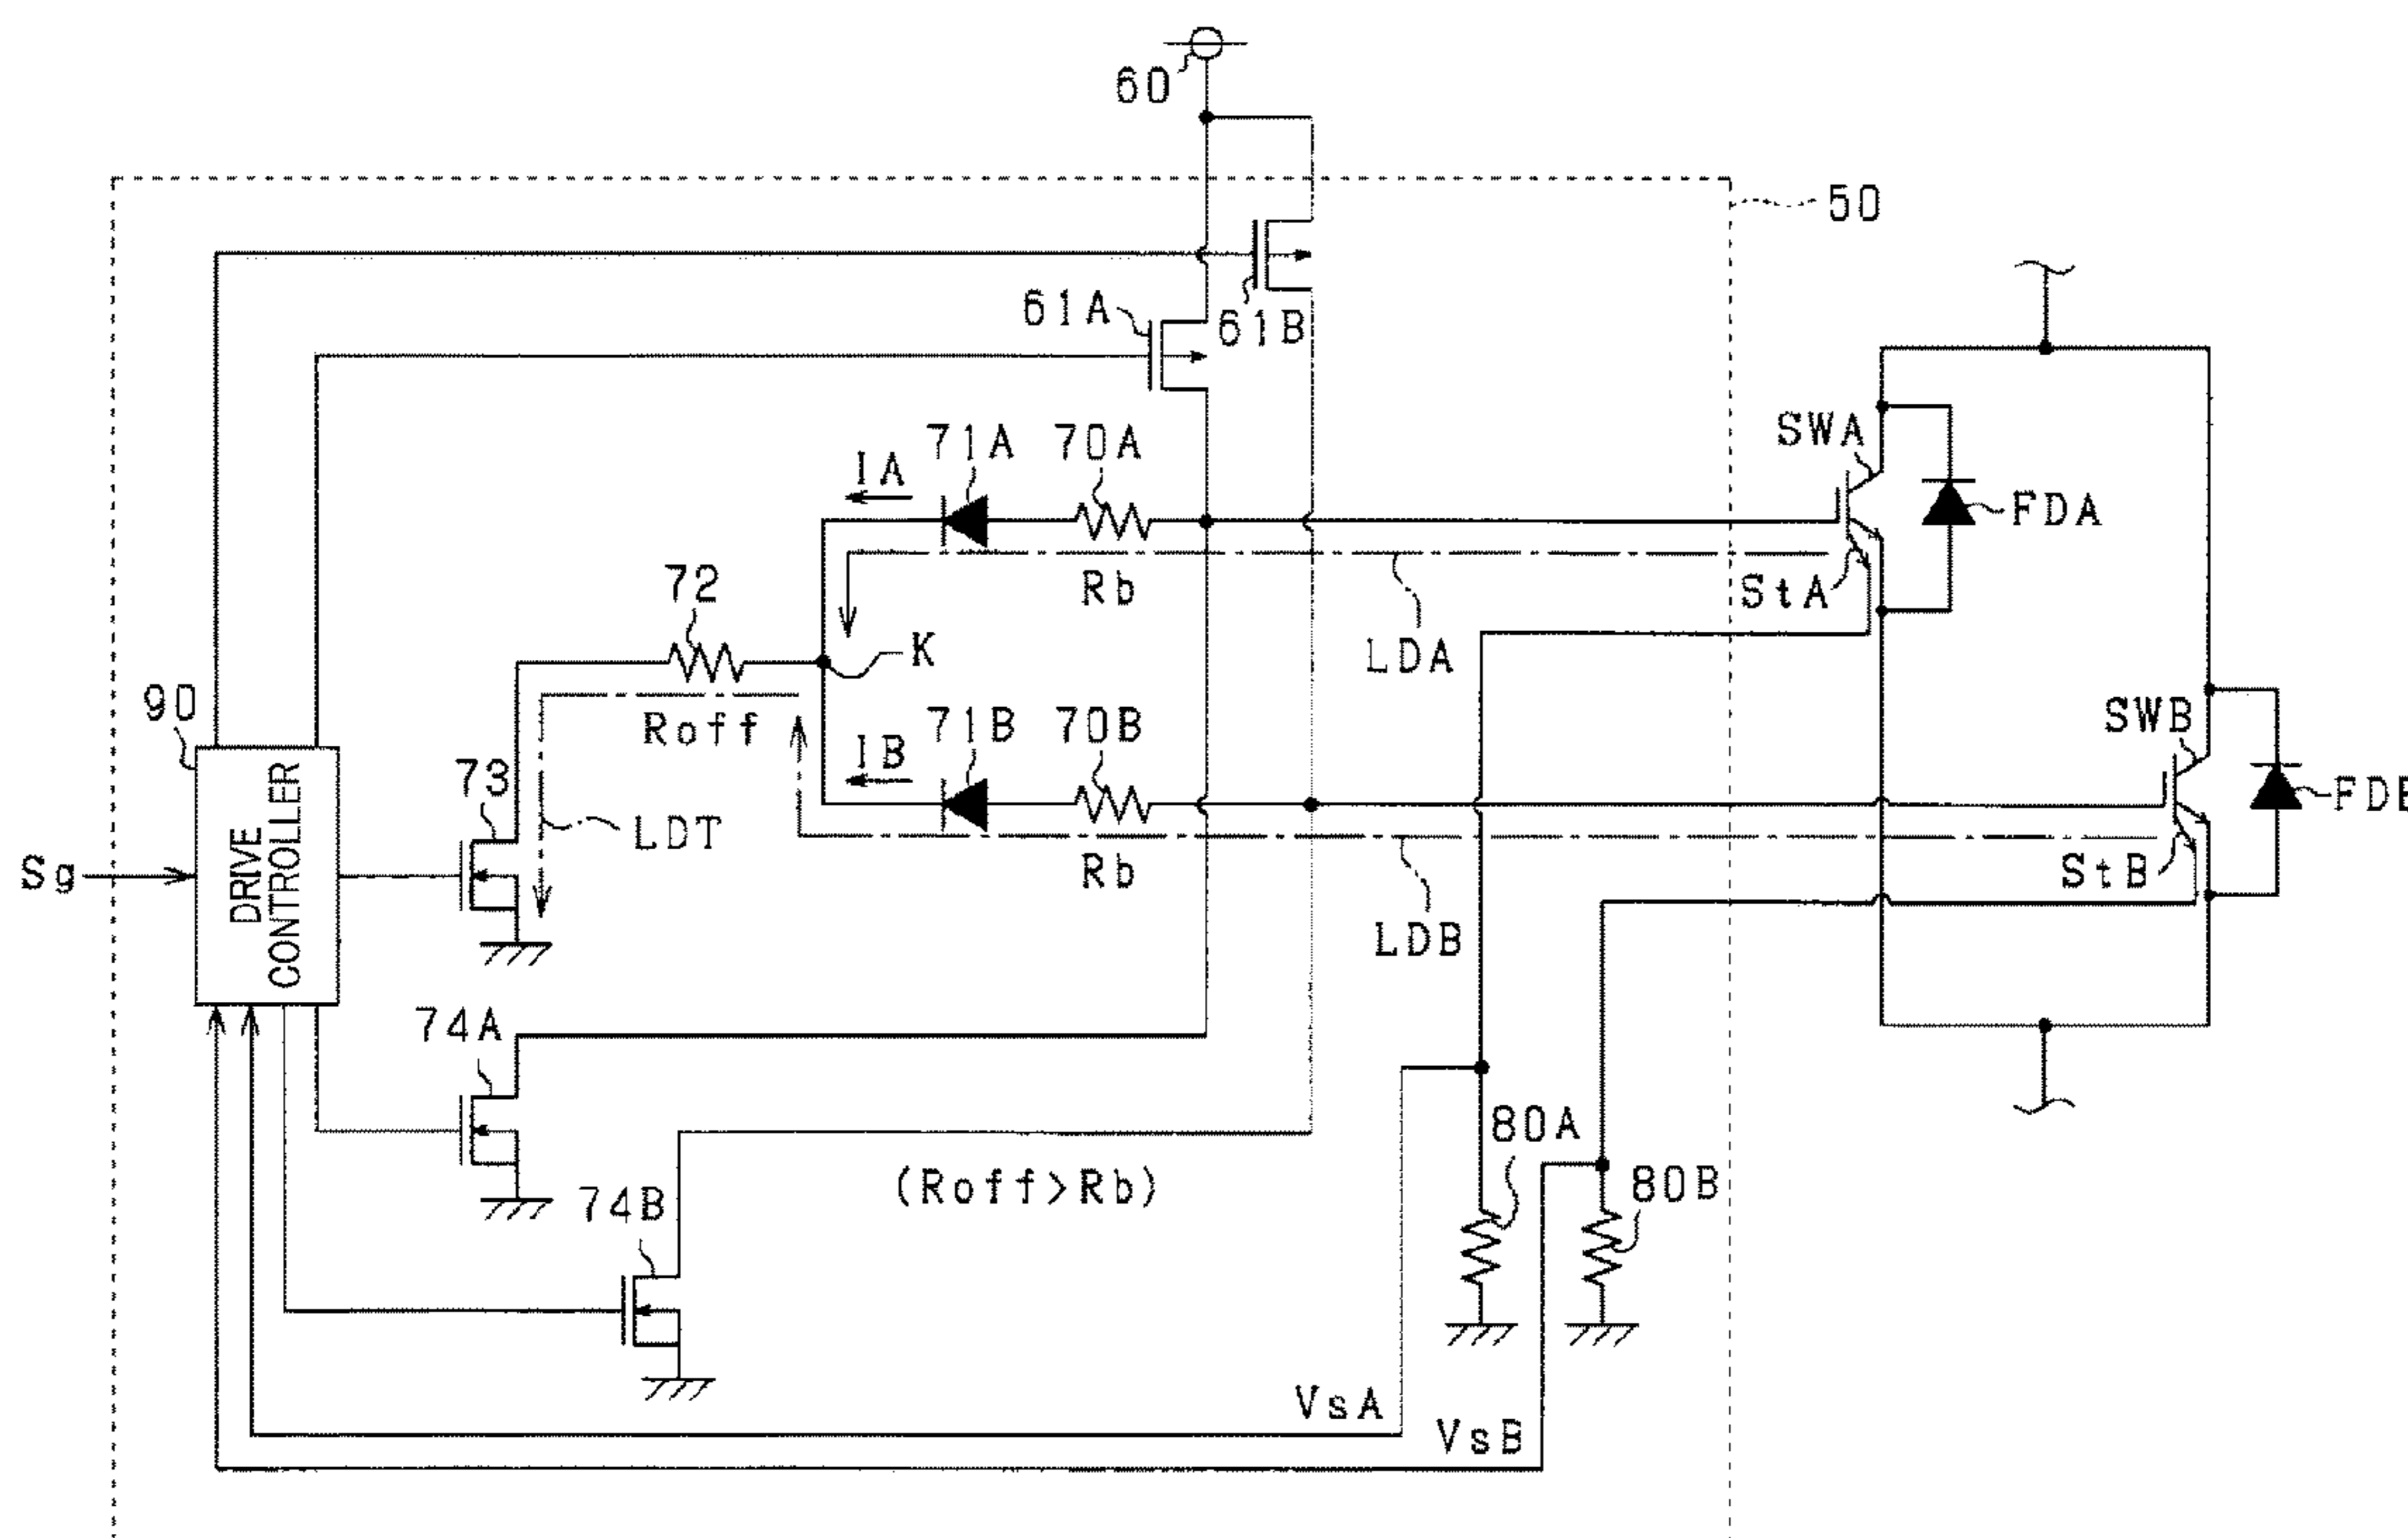 60
50
61A
61B
71A
70A
IA
SWA
FDA
72
Rb
StA
K
LDA
90
Roff
71B
70B
SWB
73
IB
FDB
LDT
Sg
DRIVE
CONTROLLER
Rb
StB
LDB
74A
80A
74B
(Roff>Rb)
80B
VsA
VsB